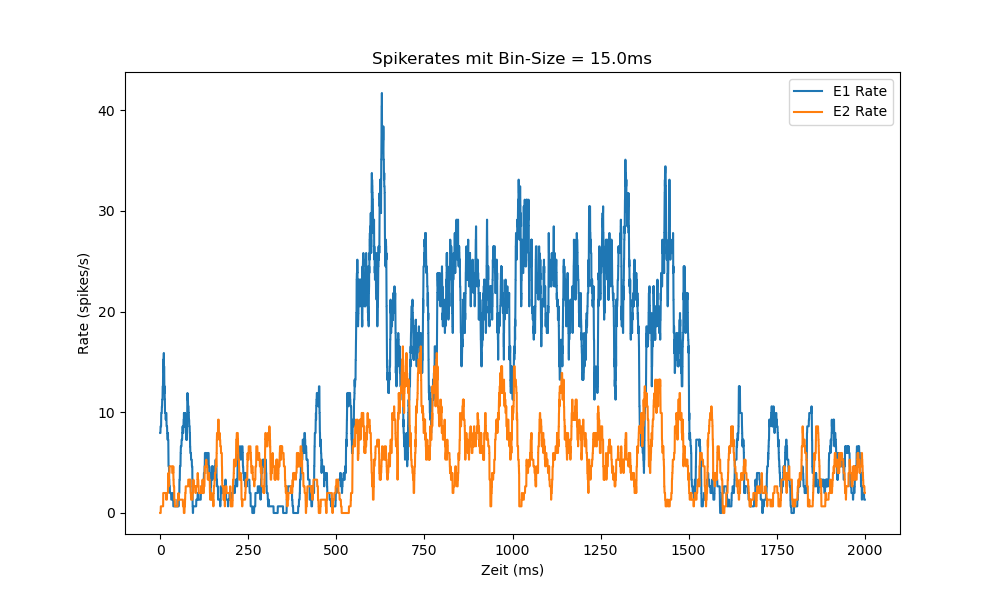 Spikerates mit Bin-Size = 15.0ms
E1 Rate
E2 Rate
Rate (spikes/s)
40
30
20
10
0
0 250 500 750 1000 1250 1500 1750 2000
Zeit (ms)